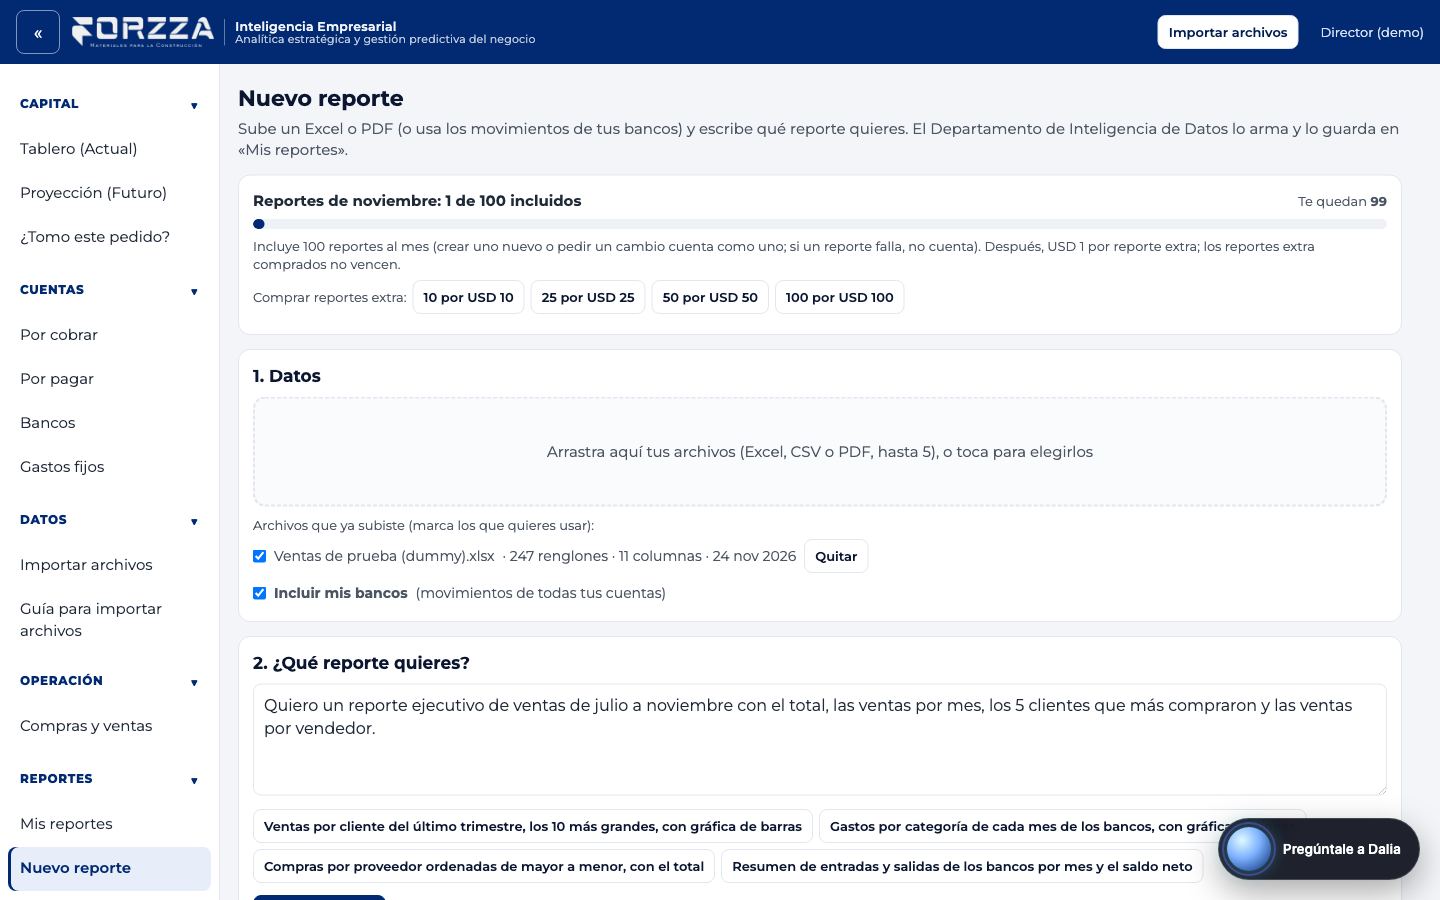 «
FORZZA
Materiales para la Construcción
Inteligencia Empresarial
Analítica estratégica y gestión predictiva del negocio
Importar archivos
Director (demo)
CAPITAL
Tablero (Actual)
Proyección (Futuro)
¿Tomo este pedido?
CUENTAS
Por cobrar
Por pagar
Bancos
Gastos fijos
DATOS
Importar archivos
Guía para importar
archivos
OPERACIÓN
Compras y ventas
REPORTES
Mis reportes
Nuevo reporte
Nuevo reporte
Sube un Excel o PDF (o usa los movimientos de tus bancos) y escribe qué reporte quieres. El Departamento de Inteligencia de Datos lo arma y lo guarda en
«Mis reportes».
Reportes de noviembre: 1 de 100 incluidos
Te quedan 99
Incluye 100 reportes al mes (crear uno nuevo o pedir un cambio cuenta como uno; si un reporte falla, no cuenta). Después, USD 1 por reporte extra; los reportes extra
comprados no vencen.
Comprar reportes extra: 10 por USD 10 25 por USD 25 50 por USD 50 100 por USD 100
1. Datos
Arrastra aquí tus archivos (Excel, CSV o PDF, hasta 5), o toca para elegirlos
Archivos que ya subiste (marca los que quieres usar):
Ventas de prueba (dummy).xlsx · 247 renglones · 11 columnas · 24 nov 2026 Quitar
Incluir mis bancos (movimientos de todas tus cuentas)
2. ¿Qué reporte quieres?
Quiero un reporte ejecutivo de ventas de julio a noviembre con el total, las ventas por mes, los 5 clientes que más compraron y las ventas
por vendedor.
Ventas por cliente del último trimestre, los 10 más grandes, con gráfica de barras
Gastos por categoría de cada mes de los bancos, con gráfica
Compras por proveedor ordenadas de mayor a menor, con el total
Resumen de entradas y salidas de los bancos por mes y el saldo neto
Pregúntale a Dalia